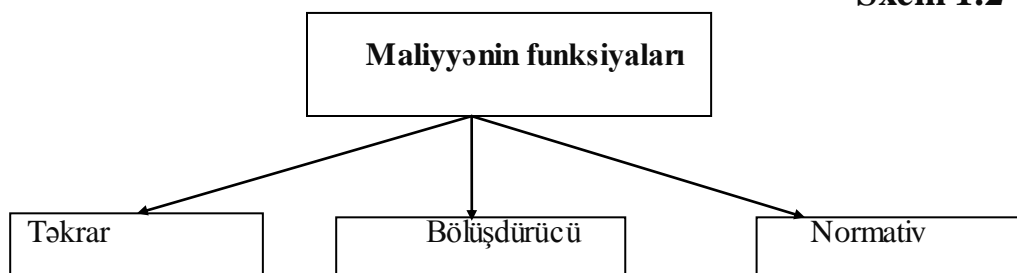 Sxem 1.2
Maliyyənin funksiyaları
Təkrar
Bölüşdürücü
Normativ